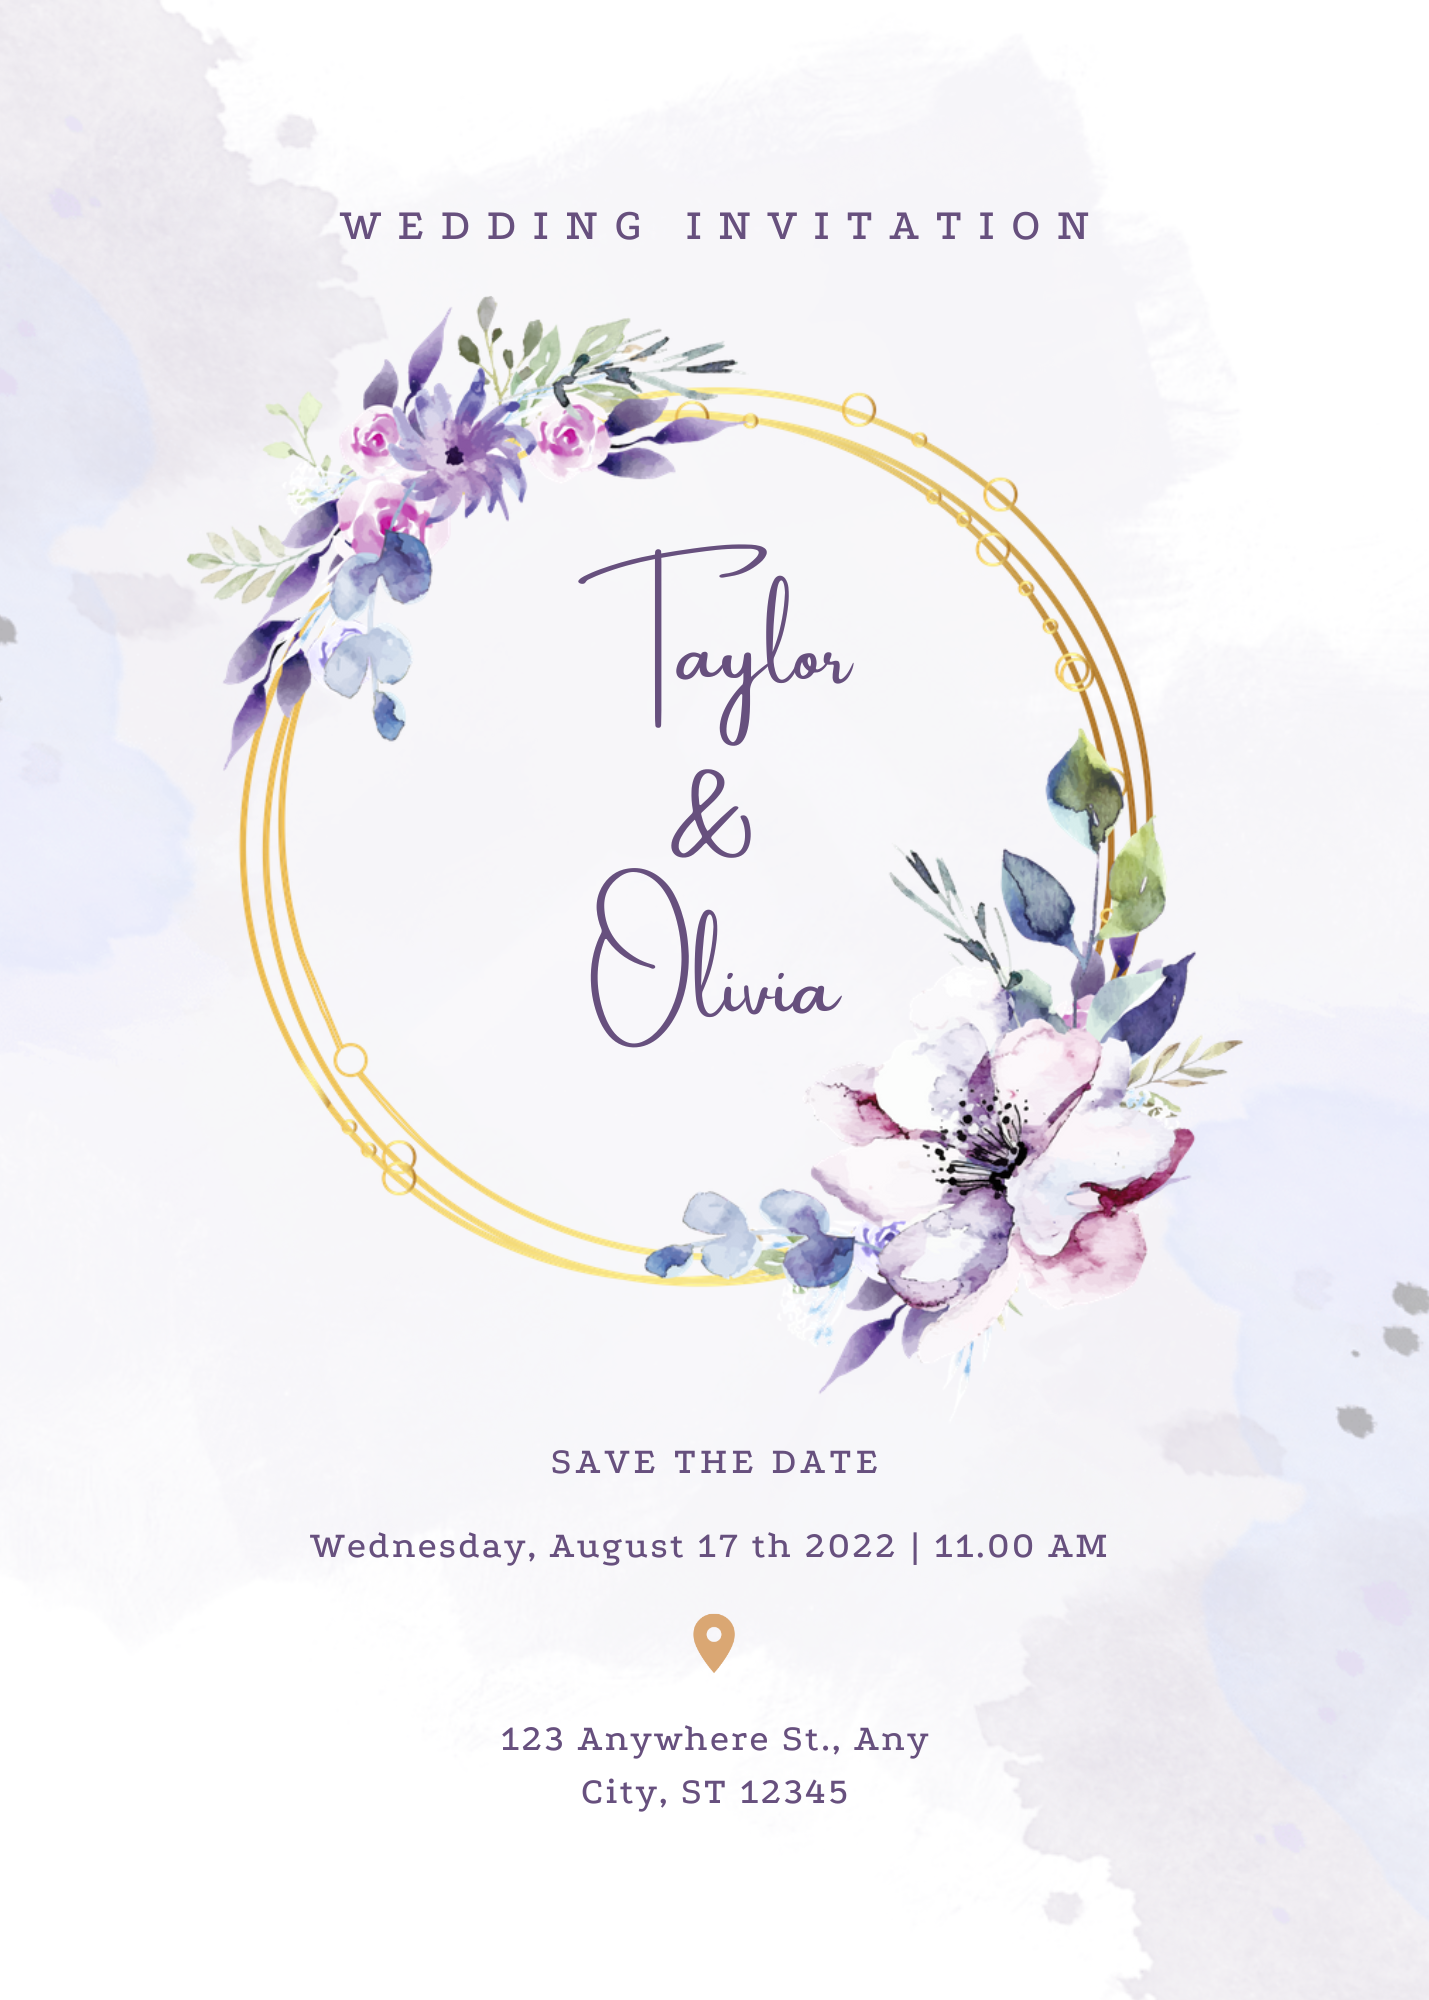 WEDDING INVITATION
Taylor
&
Olivia
SAVE THE DATE
Wednesday, August 17 th 2022 | 11.00 AM
123 Anywhere St., Any
City, ST 12345